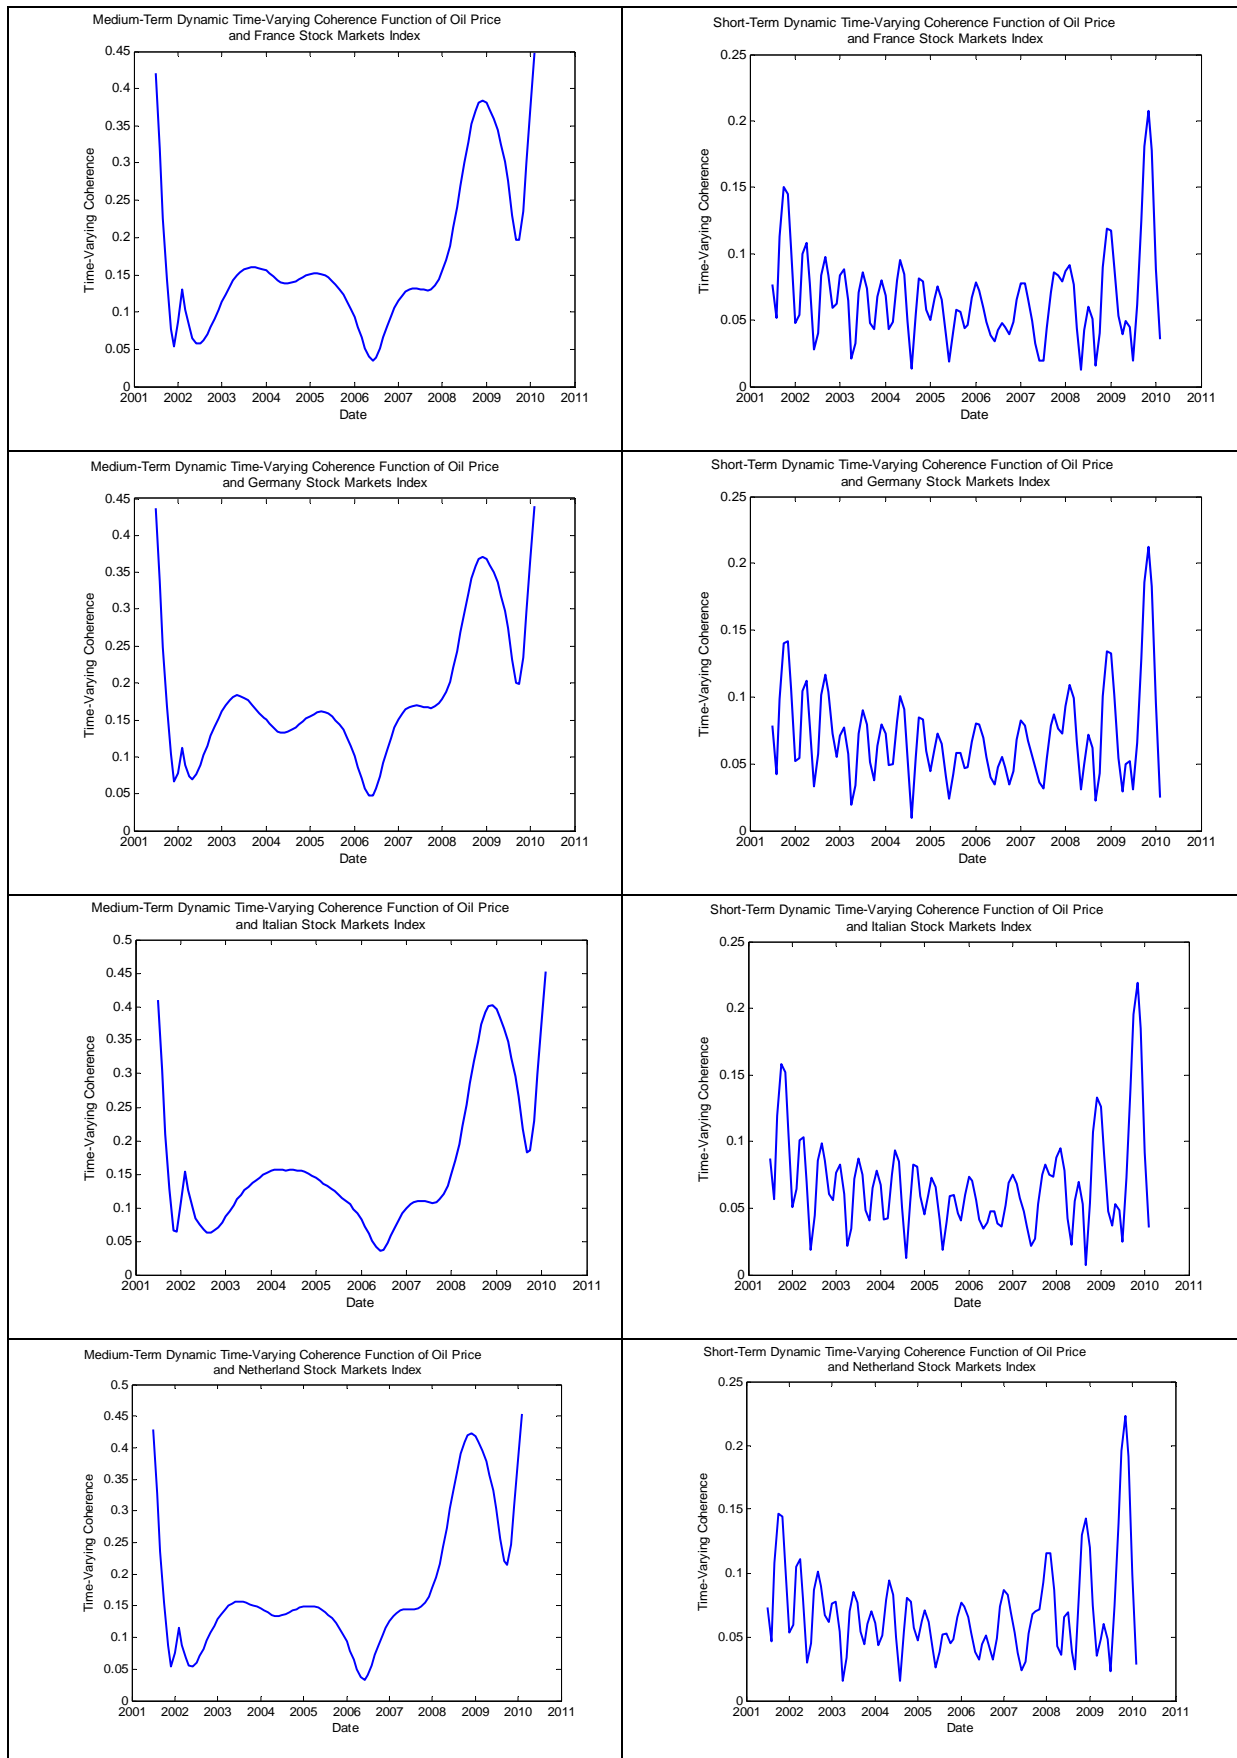 Medium-Term Dynamic Time-Varying Coherence Function of Oil Price
and France Stock Markets Index
0.45
0.4
0.35
0.3
0.25
0.2
0.15
0.1
0.05
0
Time-Varying Coherence
2001 2002 2003 2004 2005 2006 2007 2008 2009 2010 2011
Date
Short-Term Dynamic Time-Varying Coherence Function of Oil Price
and France Stock Markets Index
0.25
0.2
0.15
0.1
0.05
0
Time-Varying Coherence
2001 2002 2003 2004 2005 2006 2007 2008 2009 2010 2011
Date
Medium-Term Dynamic Time-Varying Coherence Function of Oil Price
and Germany Stock Markets Index
0.45
0.4
0.35
0.3
0.25
0.2
0.15
0.1
0.05
0
Time-Varying Coherence
2001 2002 2003 2004 2005 2006 2007 2008 2009 2010 2011
Date
Short-Term Dynamic Time-Varying Coherence Function of Oil Price
and Germany Stock Markets Index
0.25
0.2
0.15
0.1
0.05
0
Time-Varying Coherence
2001 2002 2003 2004 2005 2006 2007 2008 2009 2010 2011
Date
Medium-Term Dynamic Time-Varying Coherence Function of Oil Price
and Italian Stock Markets Index
0.5
0.45
0.4
0.35
0.3
0.25
0.2
0.15
0.1
0.05
0
Time-Varying Coherence
2001 2002 2003 2004 2005 2006 2007 2008 2009 2010 2011
Date
Short-Term Dynamic Time-Varying Coherence Function of Oil Price
and Italian Stock Markets Index
0.25
0.2
0.15
0.1
0.05
0
Time-Varying Coherence
2001 2002 2003 2004 2005 2006 2007 2008 2009 2010 2011
Date
Medium-Term Dynamic Time-Varying Coherence Function of Oil Price
and Netherland Stock Markets Index
0.5
0.45
0.4
0.35
0.3
0.25
0.2
0.15
0.1
0.05
0
Time-Varying Coherence
2001 2002 2003 2004 2005 2006 2007 2008 2009 2010 2011
Date
Short-Term Dynamic Time-Varying Coherence Function of Oil Price
and Netherland Stock Markets Index
0.25
0.2
0.15
0.1
0.05
0
Time-Varying Coherence
2001 2002 2003 2004 2005 2006 2007 2008 2009 2010 2011
Date